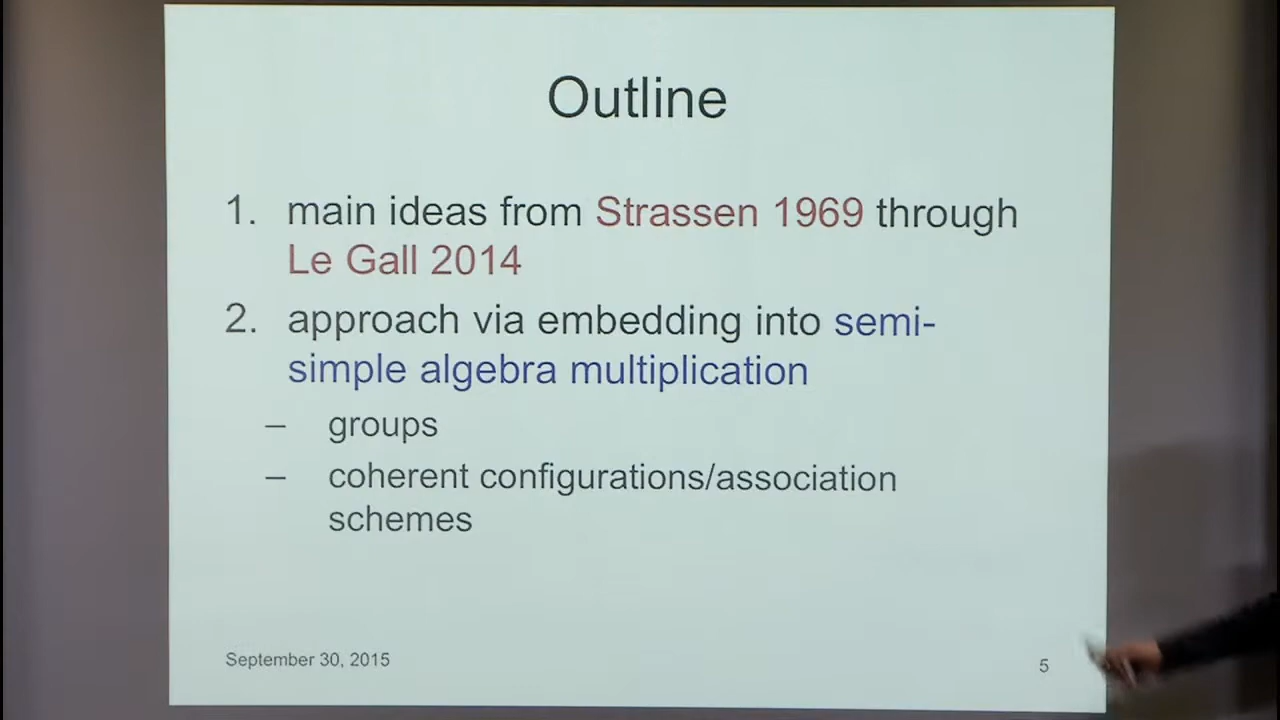 Outline
1. main ideas from Strassen 1969 through
Le Gall 2014
2. approach via embedding into semi-
simple algebra multiplication
– groups
– coherent configurations/association
schemes
September 30, 2015
5